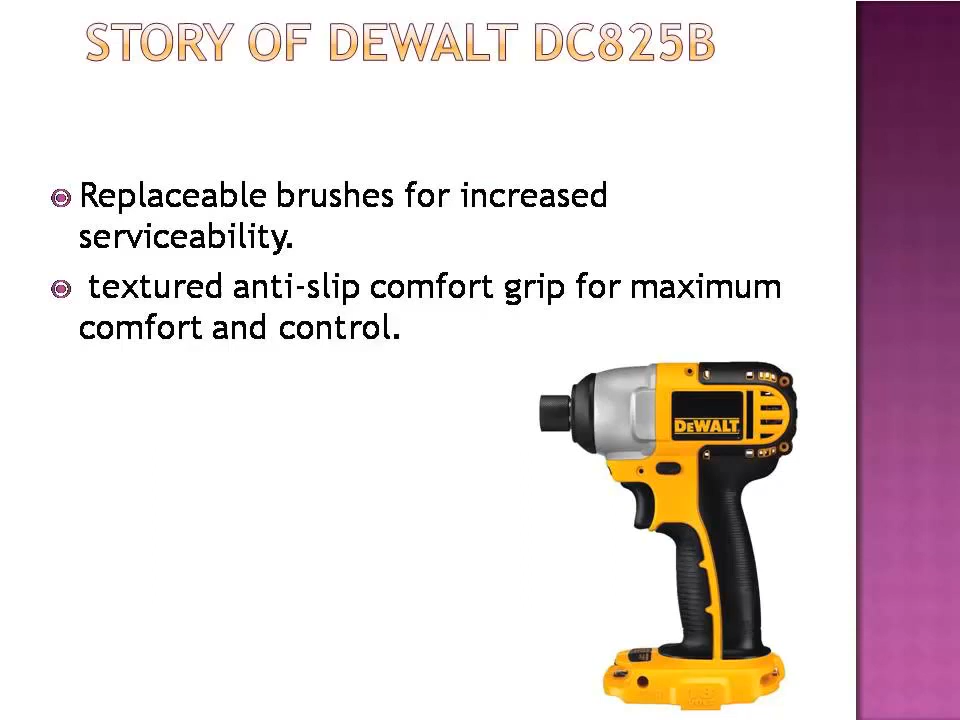 STORY OF DEWALT DC825B
Replaceable brushes for increased
serviceability.
textured anti-slip comfort grip for maximum
comfort and control.
DEWALT